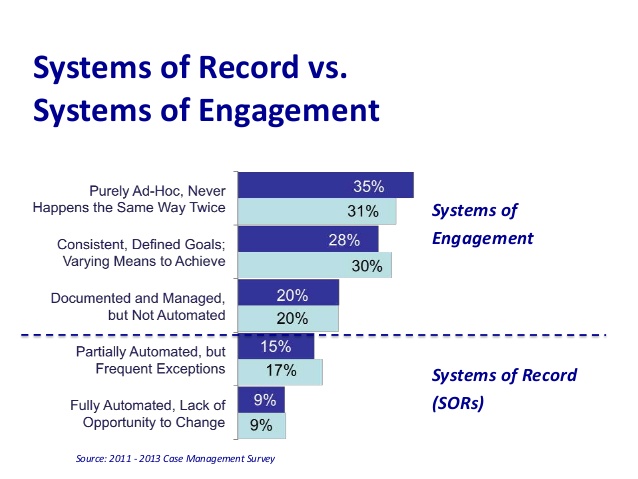 Systems of Record vs.
Systems of Engagement
Purely Ad-Hoc, Never
Happens the Same Way Twice
35%
31%
Systems of
Engagement
Consistent, Defined Goals;
Varying Means to Achieve
28%
30%
Documented and Managed,
but Not Automated
20%
20%
Partially Automated, but
Frequent Exceptions
15%
17%
Systems of Record
(SORs)
Fully Automated, Lack of
Opportunity to Change
9%
9%
Source: 2011 - 2013 Case Management Survey